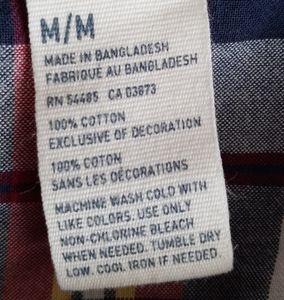 M/M
MADE IN BANGLADESH
FABRIQUE AU BANGLADESH
RN 54485 CA 03873
100% COTTON
EXCLUSIVE OF DECORATION
100% COTON
SANS LES DÉCORATIONS
MACHINE WASH COLD WITH
LIKE COLORS. USE ONLY
NON-CHLORINE BLEACH
WHEN NEEDED. TUMBLE DRY
LOW. COOL IRON IF NEEDED.